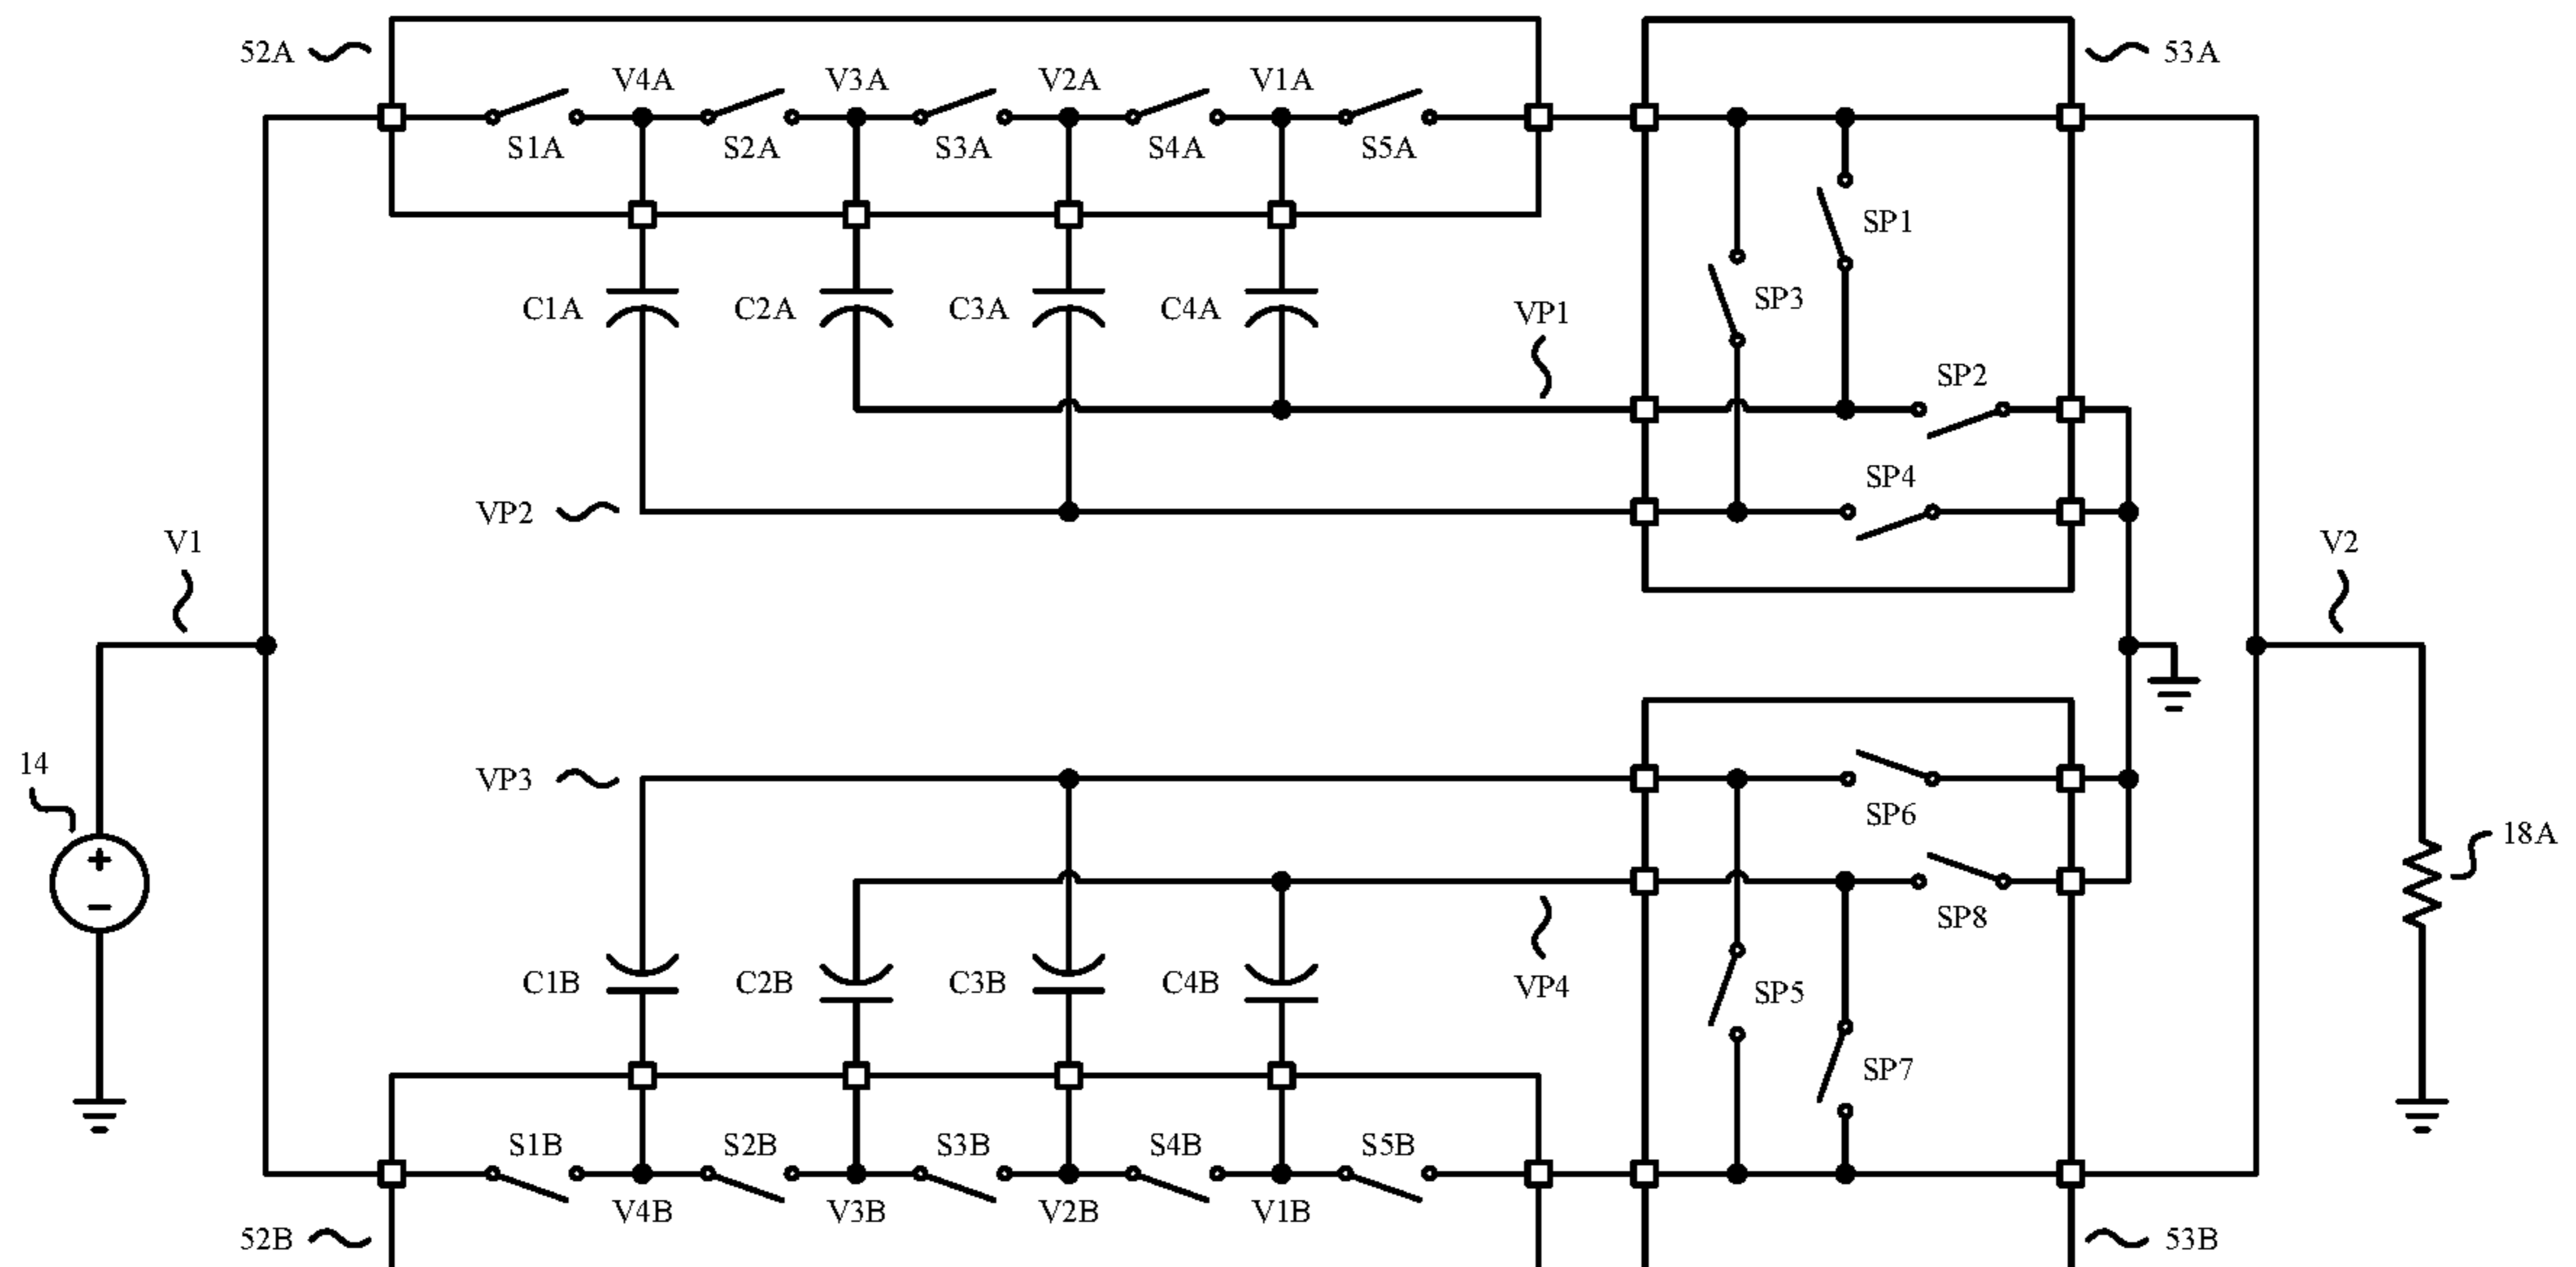 52A
V4A
V3A
V2A
V1A
53A
S1A
S2A
S3A
S4A
S5A
SP1
SP3
C1A
C2A
C3A
C4A
VP1
SP2
SP4
VP2
V1
V2
14
+
−
VP3
SP6
18A
SP8
C1B
C2B
C3B
C4B
VP4
SP5
SP7
S1B
S2B
S3B
S4B
S5B
V4B
V3B
V2B
V1B
52B
53B